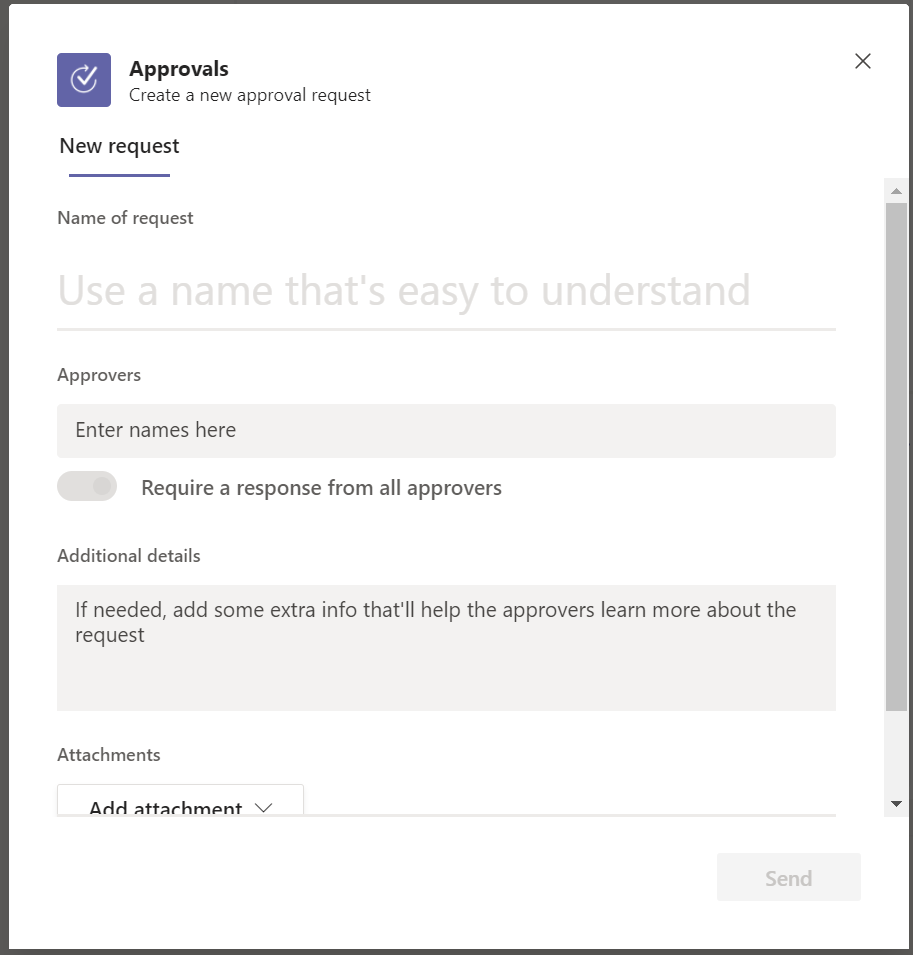 Approvals
Create a new approval request
New request
Name of request
Use a name that's easy to understand
Approvers
Enter names here
Require a response from all approvers
Additional details
If needed, add some extra info that'll help the approvers learn more about the
request
Attachments
Add attachment
Send